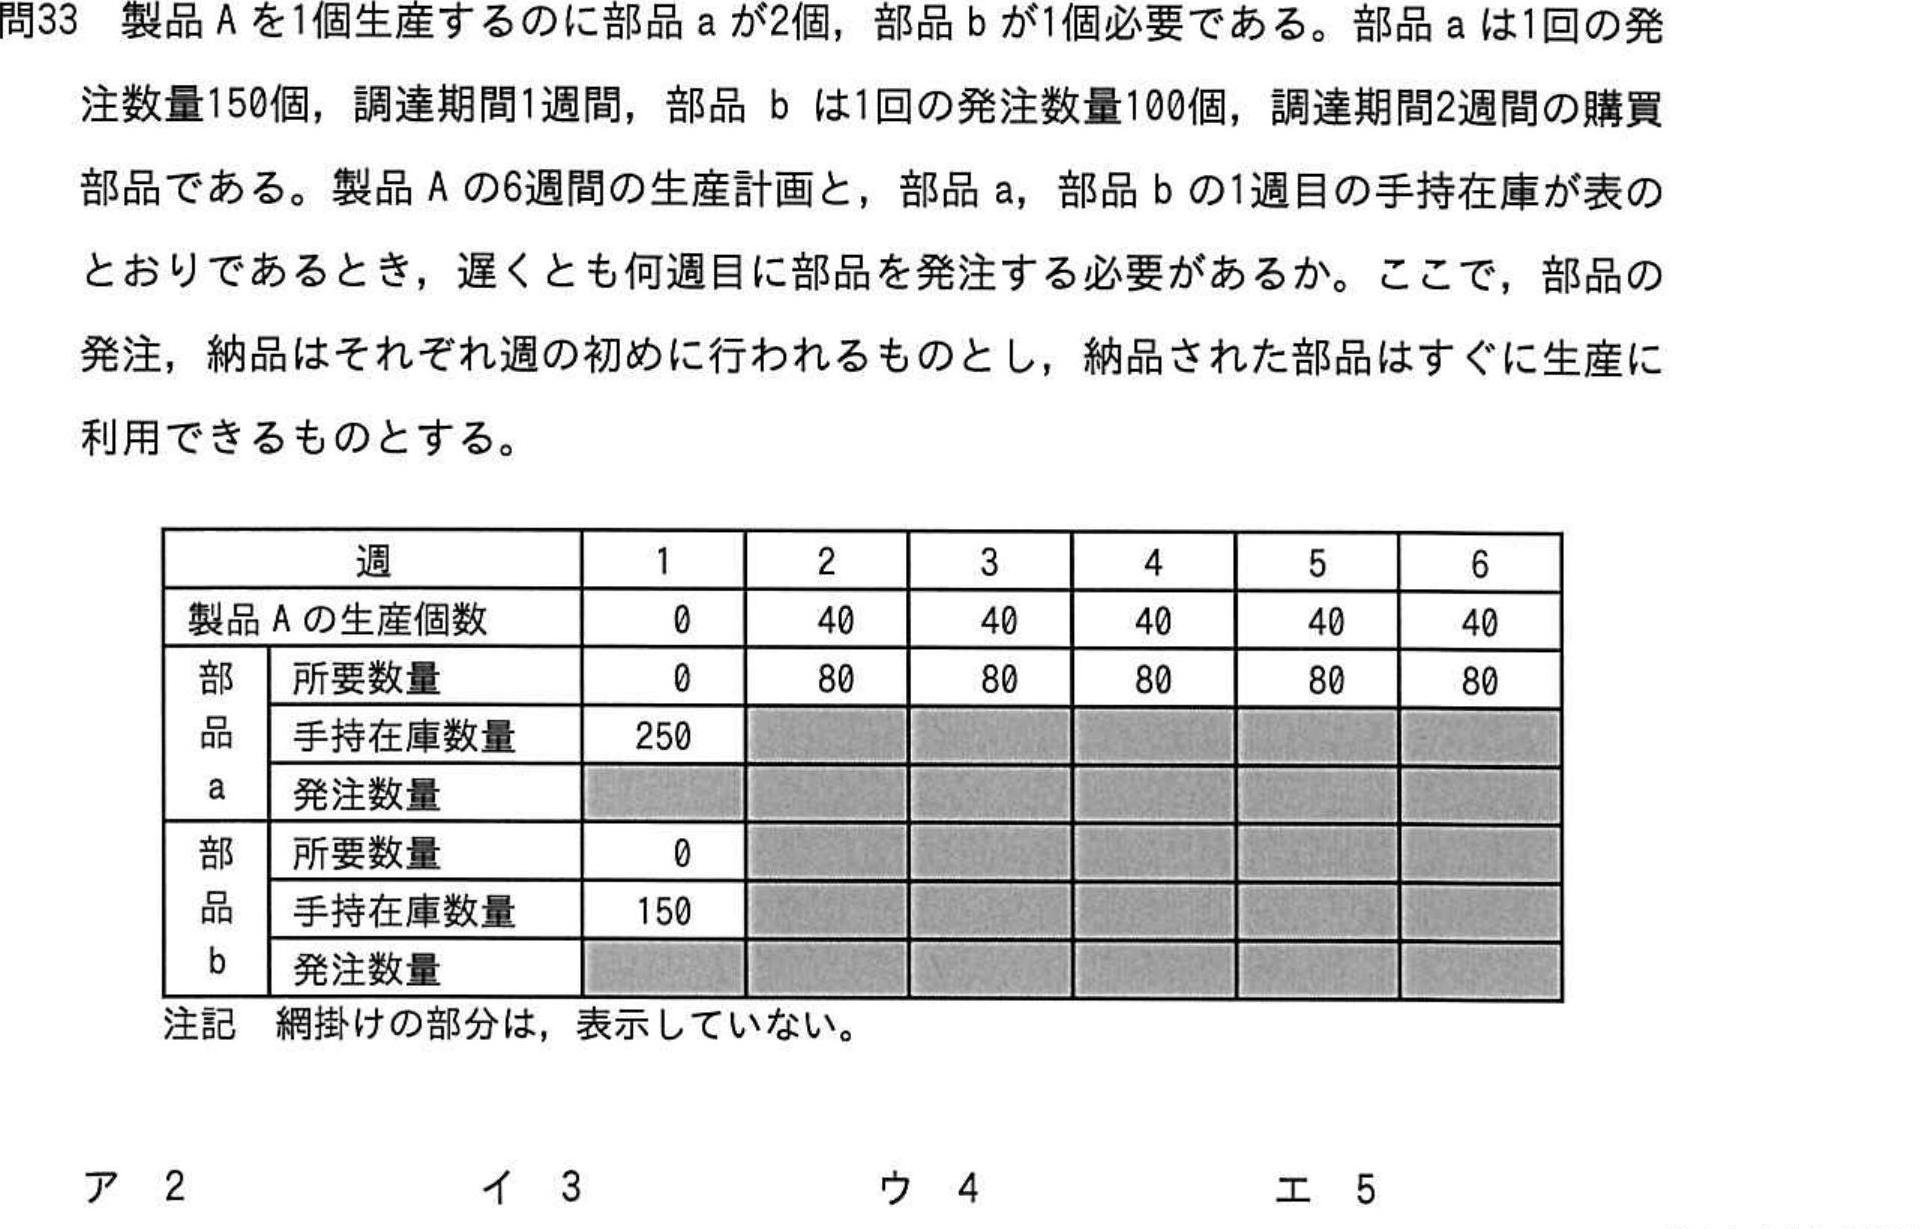 問33 製品 A を1個生産するのに部品 a が2個，部品 b が1個必要である。部品 a は1回の発
注数量150個，調達期間1週間，部品 b は1回の発注数量100個，調達期間2週間の購買
部品である。製品 A の6週間の生産計画と，部品 a，部品 b の1週目の手持在庫が表の
とおりであるとき，遅くとも何週目に部品を発注する必要があるか。ここで，部品の
発注，納品はそれぞれ週の初めに行われるものとし，納品された部品はすぐに生産に
利用できるものとする。
週 1 2 3 4 5 6
製品 A の生産個数 0 40 40 40 40 40
部品a 所要数量 0 80 80 80 80 80
手持在庫数量 250
発注数量
部品b 所要数量 0
手持在庫数量 150
発注数量
注記 網掛けの部分は，表示していない。
ア 2 イ 3 ウ 4 エ 5